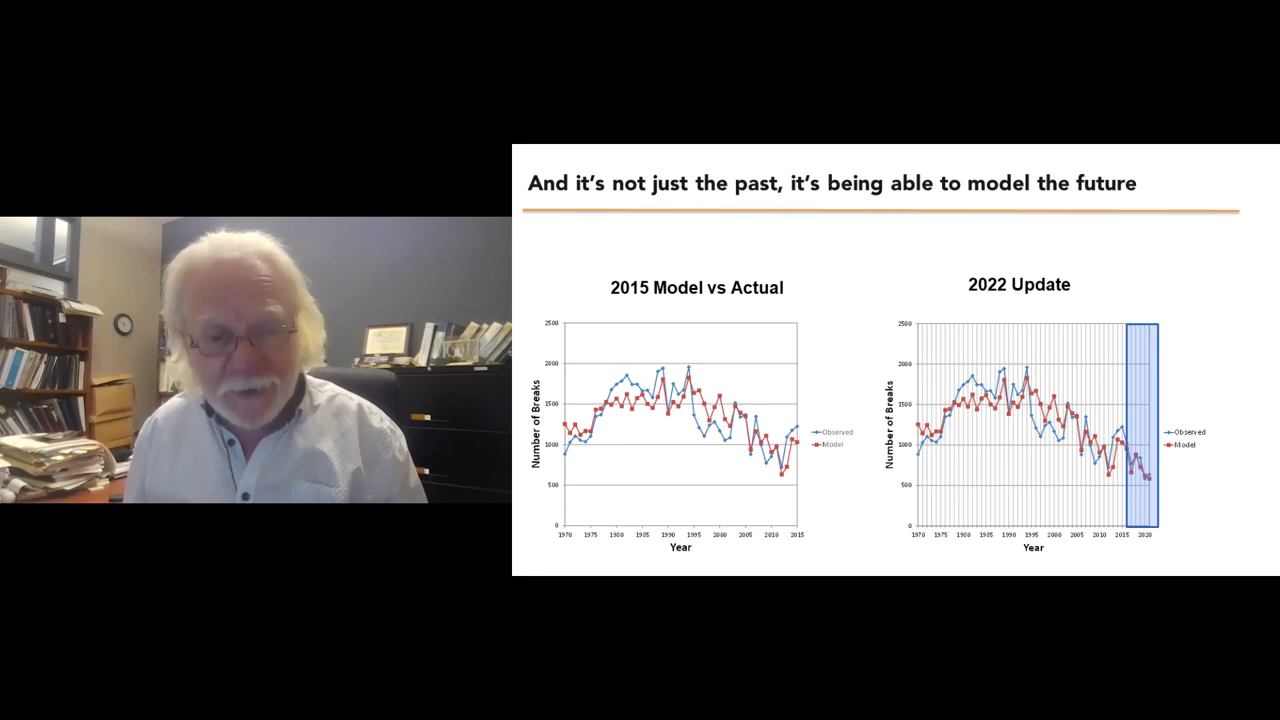 And it's not just the past, it's being able to model the future
2015 Model vs Actual
2500
2000
1500
1000
500
0
Number of Breaks
1970 1975 1980 1985 1990 1995 2000 2005 2010 2015
Year
Observed
Model
2022 Update
2500
2000
1500
1000
500
0
Number of Breaks
1970 1975 1980 1985 1990 1995 2000 2005 2010 2015 2020
Year
Observed
Model